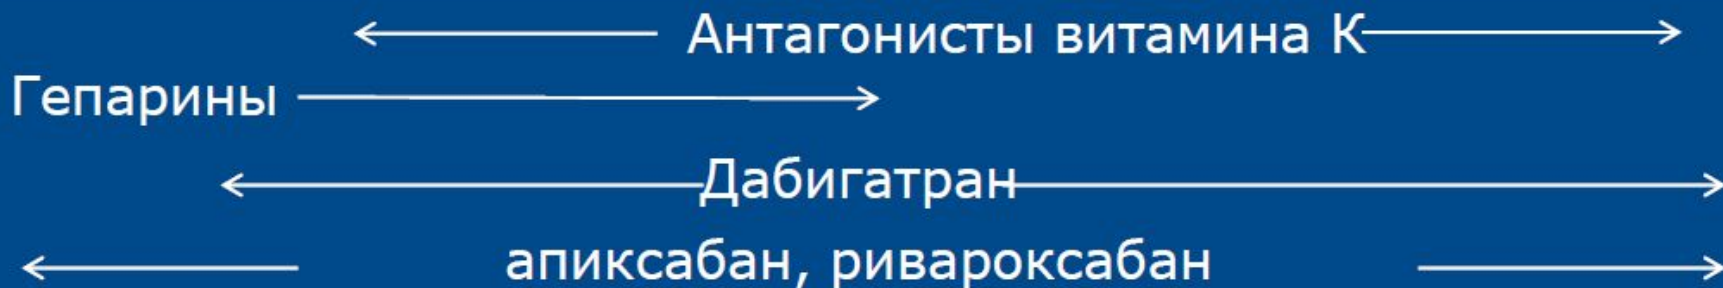 Антагонисты витамина К
Гепарины
Дабигатран
апиксабан, ривароксабан